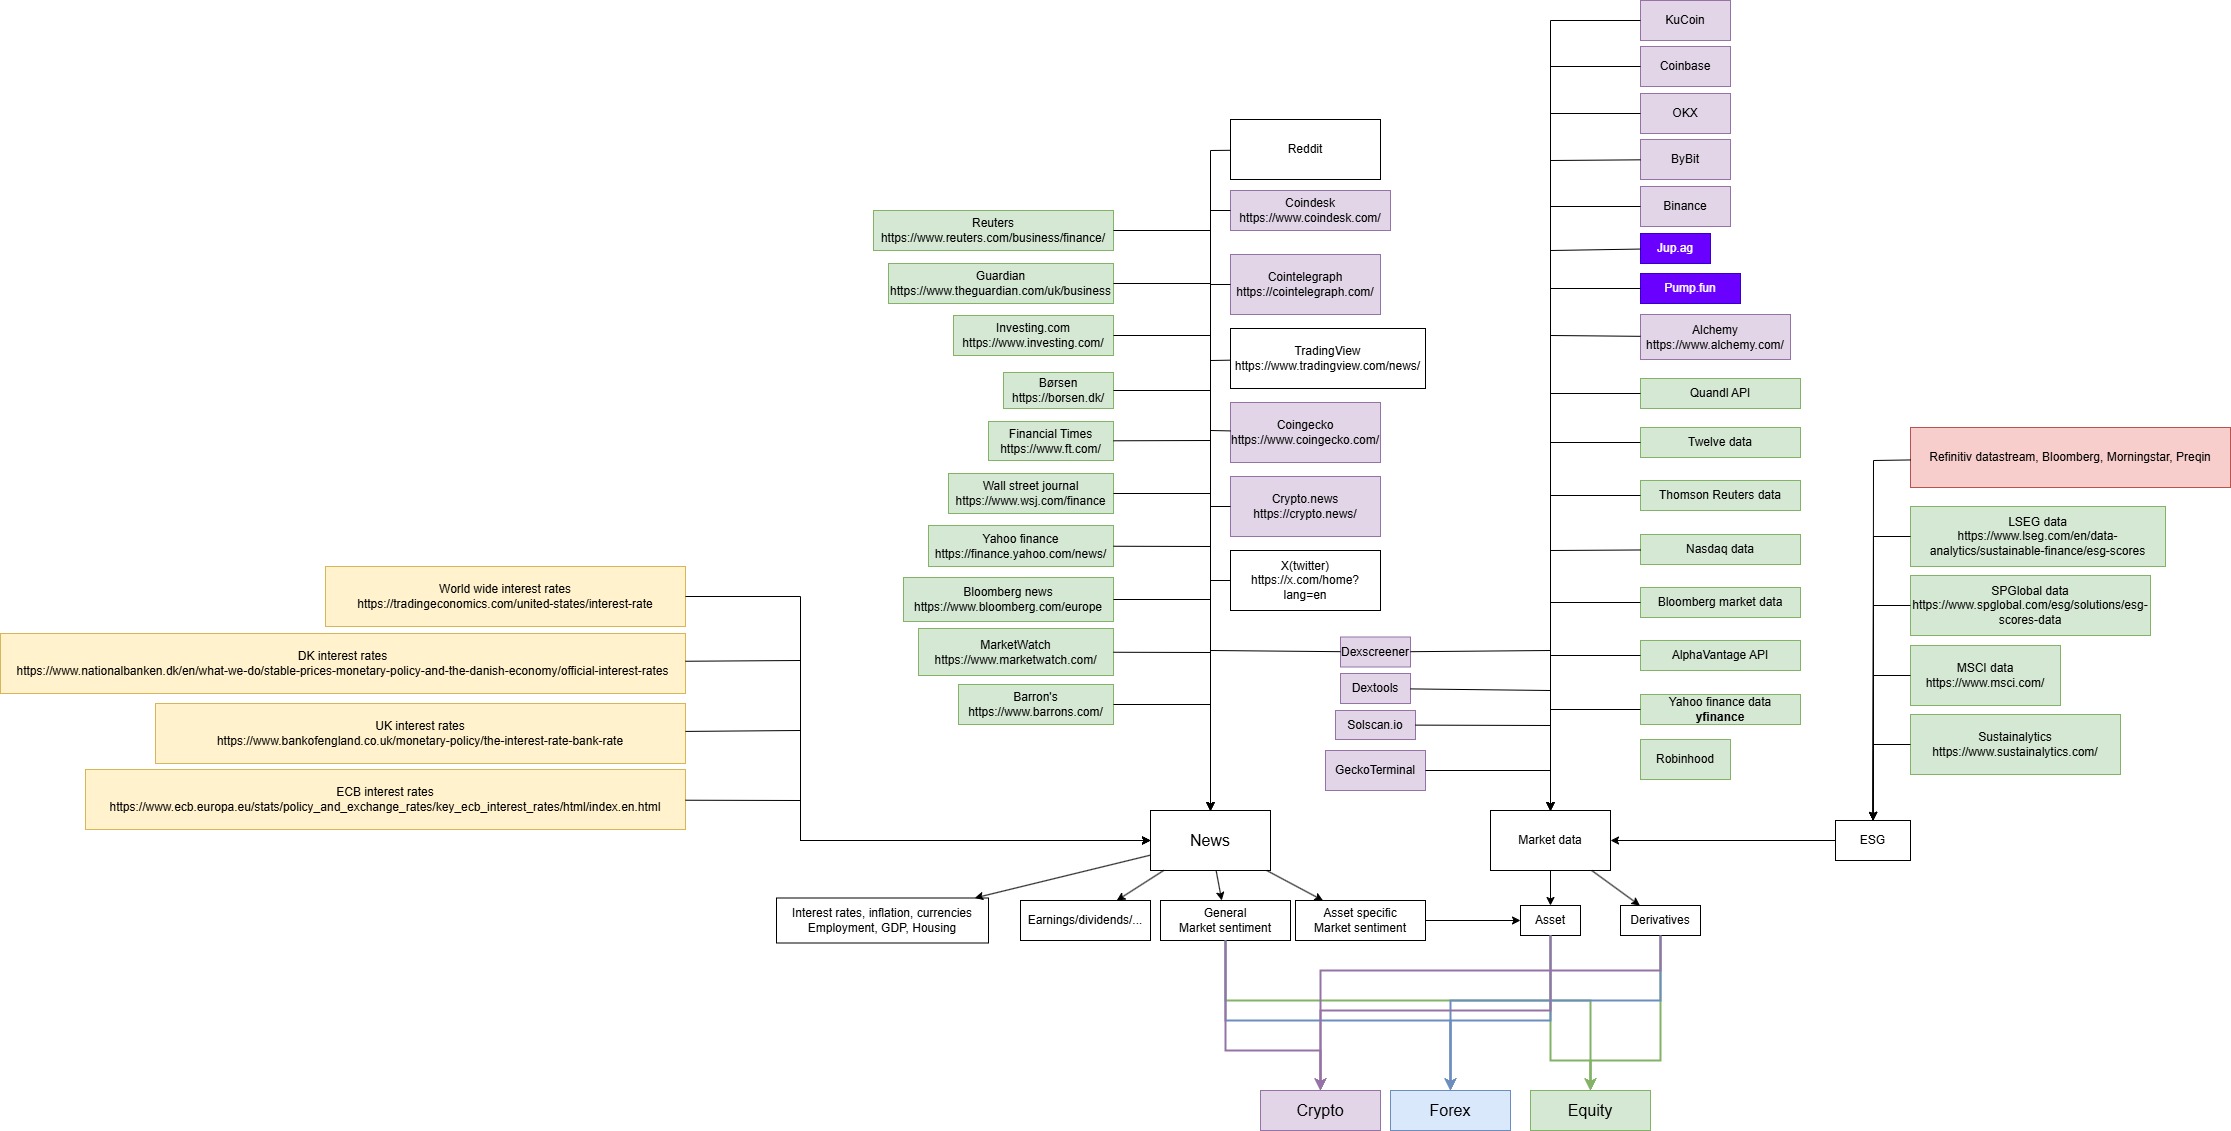 KuCoin
Coinbase
OKX
ByBit
Binance
Jup.ag
Pump.fun
Alchemy
https://www.alchemy.com/
Quandl API
Twelve data
Thomson Reuters data
Nasdaq data
Bloomberg market data
AlphaVantage API
Yahoo finance data
yfinance
Robinhood
Reddit
Coindesk
https://www.coindesk.com/
Cointelegraph
https://cointelegraph.com/
TradingView
https://www.tradingview.com/news/
Coingecko
https://www.coingecko.com/
Crypto.news
https://crypto.news/
X(twitter)
https://x.com/home?
lang=en
Dexscreener
Dextools
Solscan.io
GeckoTerminal
Reuters
https://www.reuters.com/business/finance/
Guardian
https://www.theguardian.com/uk/business
Investing.com
https://www.investing.com/
Børsen
https://borsen.dk/
Financial Times
https://www.ft.com/
Wall street journal
https://www.wsj.com/finance
Yahoo finance
https://finance.yahoo.com/news/
Bloomberg news
https://www.bloomberg.com/europe
MarketWatch
https://www.marketwatch.com/
Barron's
https://www.barrons.com/
World wide interest rates
https://tradingeconomics.com/united-states/interest-rate
DK interest rates
https://www.nationalbanken.dk/en/what-we-do/stable-prices-monetary-policy-and-the-danish-economy/official-interest-rates
UK interest rates
https://www.bankofengland.co.uk/monetary-policy/the-interest-rate-bank-rate
ECB interest rates
https://www.ecb.europa.eu/stats/policy_and_exchange_rates/key_ecb_interest_rates/html/index.en.html
Refinitiv datastream, Bloomberg, Morningstar, Preqin
LSEG data
https://www.lseg.com/en/data-
analytics/sustainable-finance/esg-scores
SPGlobal data
https://www.spglobal.com/esg/solutions/esg-
scores-data
MSCI data
https://www.msci.com/
Sustainalytics
https://www.sustainalytics.com/
News
Market data
ESG
Interest rates, inflation, currencies
Employment, GDP, Housing
Earnings/dividends/...
General
Market sentiment
Asset specific
Market sentiment
Asset
Derivatives
Crypto
Forex
Equity